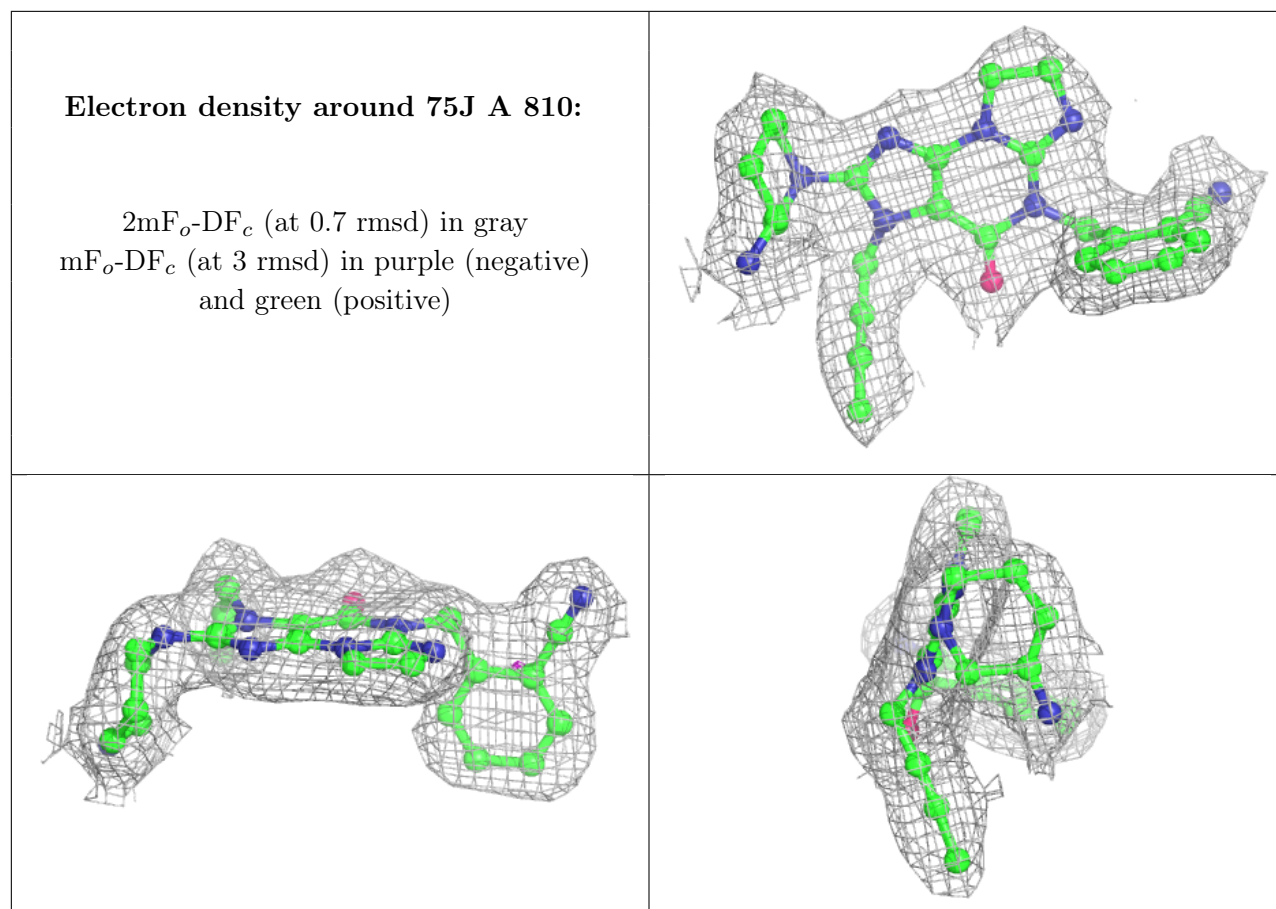 Electron density around 75J A 810:
2mFo-DFc (at 0.7 rmsd) in gray
mFo-DFc (at 3 rmsd) in purple (negative)
and green (positive)